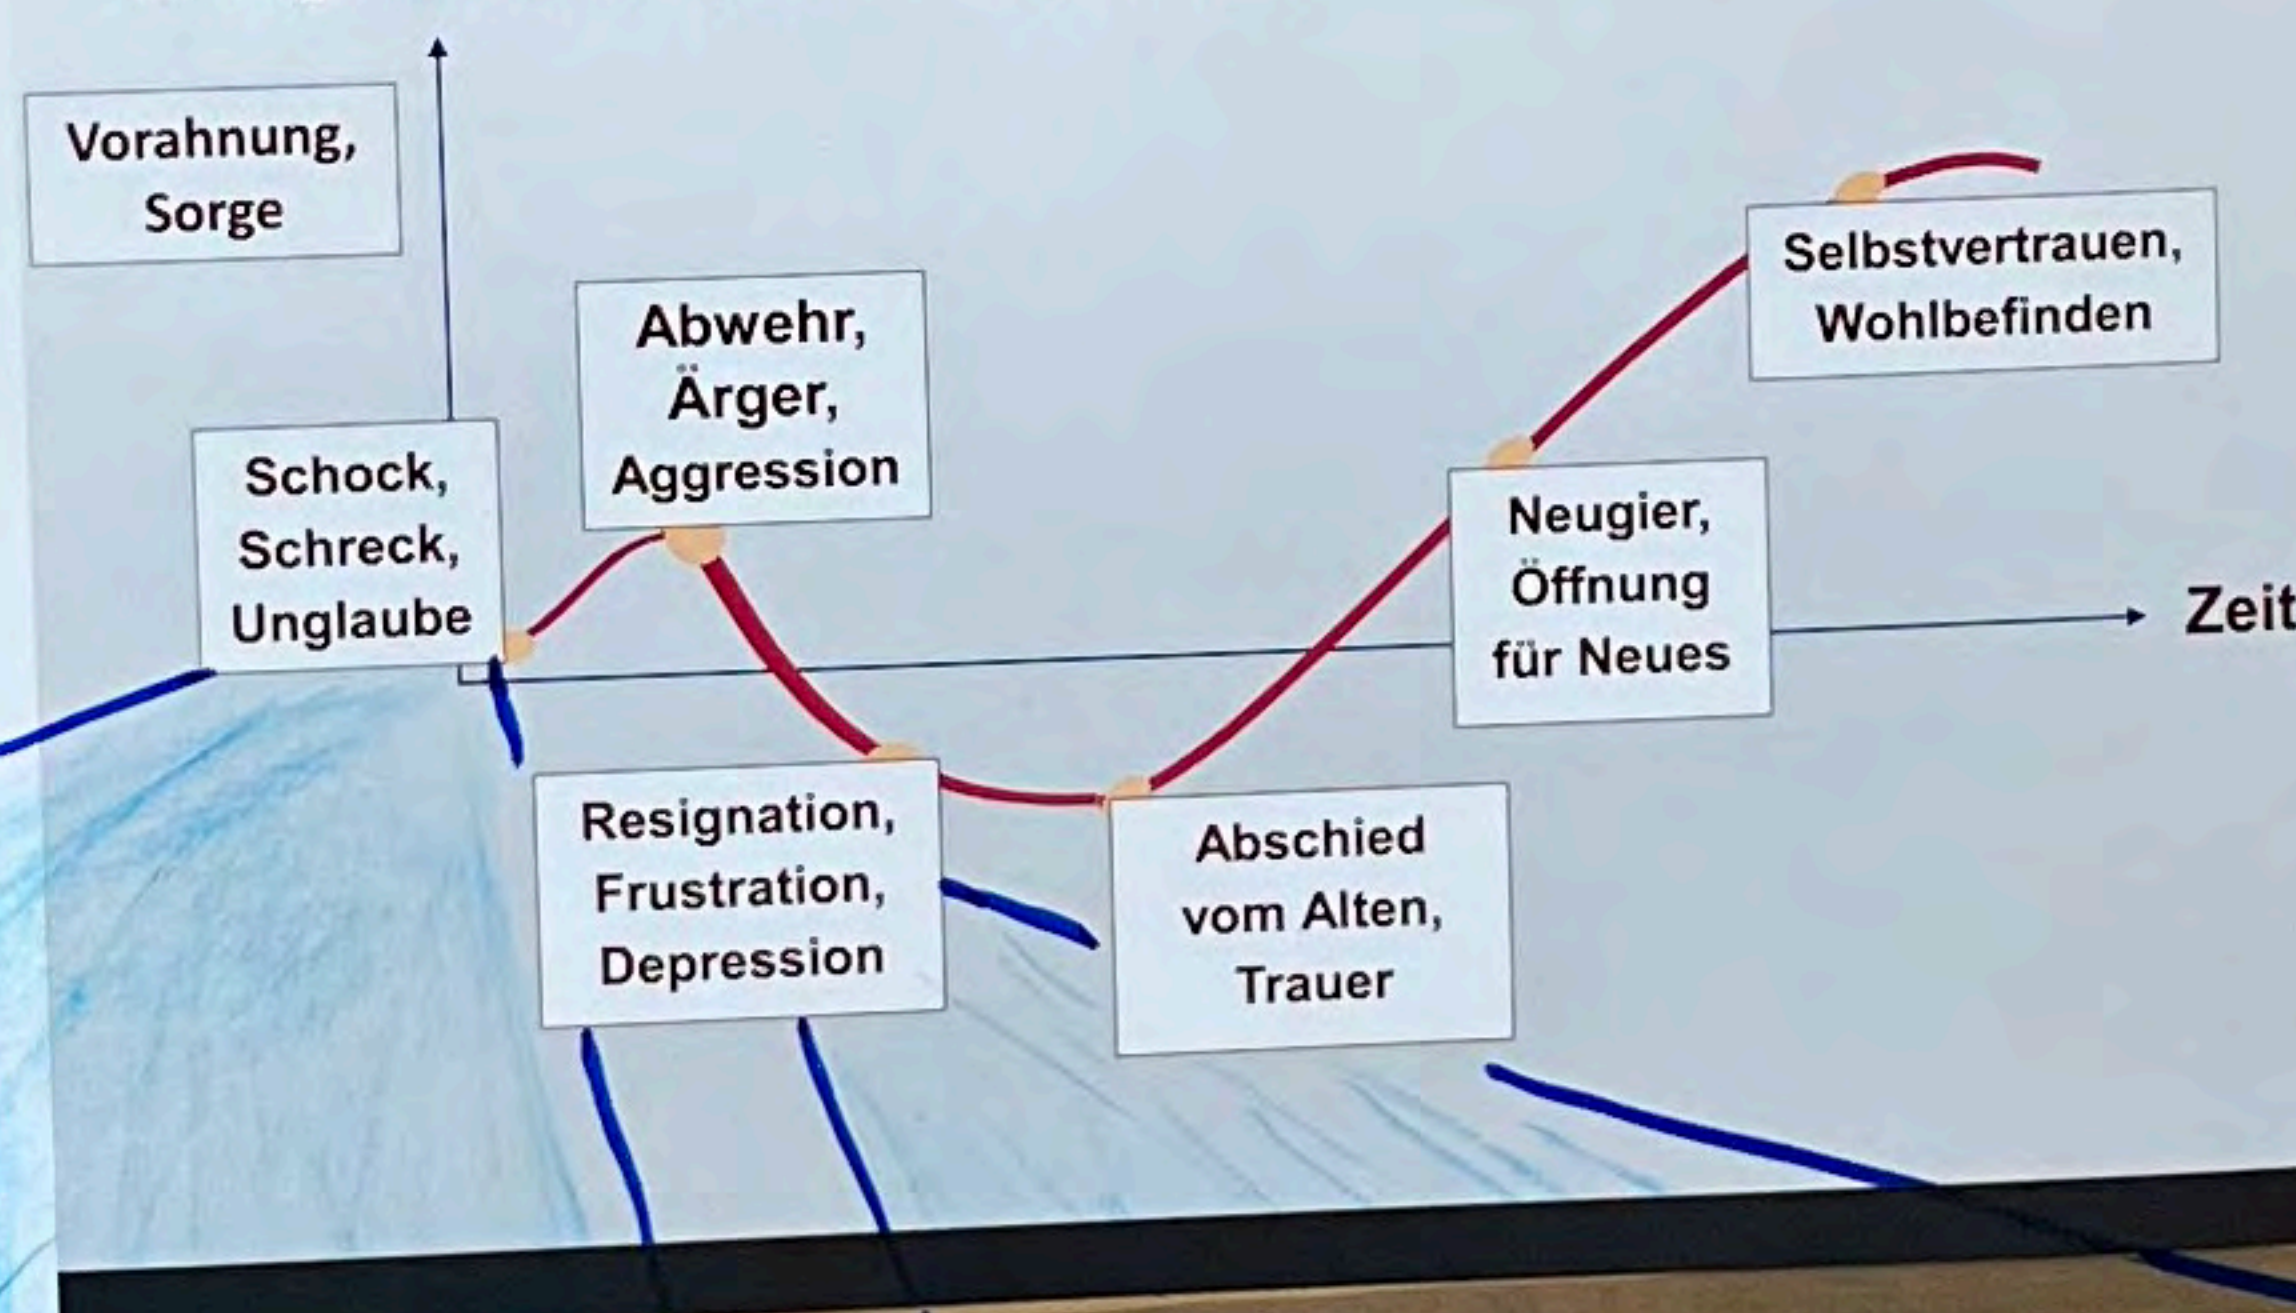 Vorahnung,
Sorge
Schock,
Schreck,
Unglaube
Abwehr,
Ärger,
Aggression
Resignation,
Frustration,
Depression
Abschied
vom Alten,
Trauer
Neugier,
Öffnung
für Neues
Selbstvertrauen,
Wohlbefinden
Zeit